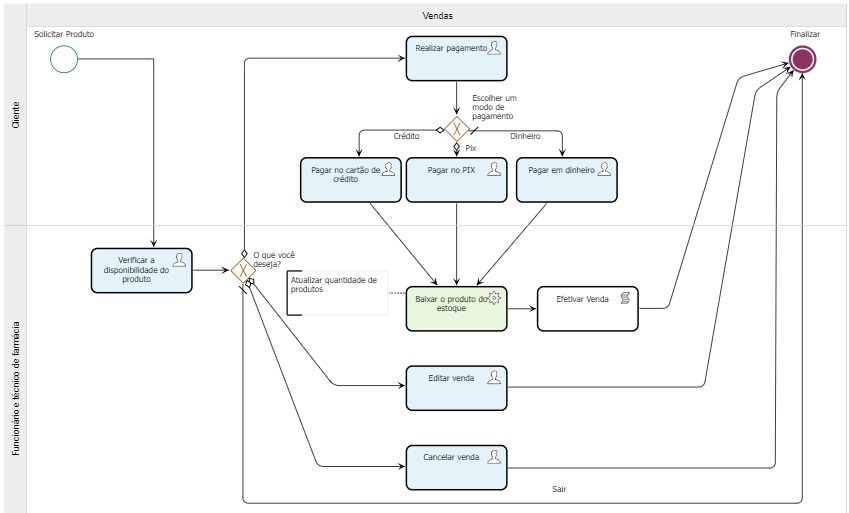 Vendas
Cliente
Solicitar Produto
Finalizar
Realizar pagamento
Escolher um
modo de
pagamento
Crédito
Pix
Dinheiro
Pagar no cartão de
crédito
Pagar no PIX
Pagar em dinheiro
Funcionário e técnico de farmácia
Verificar a
disponibilidade do
produto
O que você
deseja?
Atualizar quantidade de
produtos
Baixar o produto do
estoque
Efetivar Venda
Editar venda
Cancelar venda
Sair